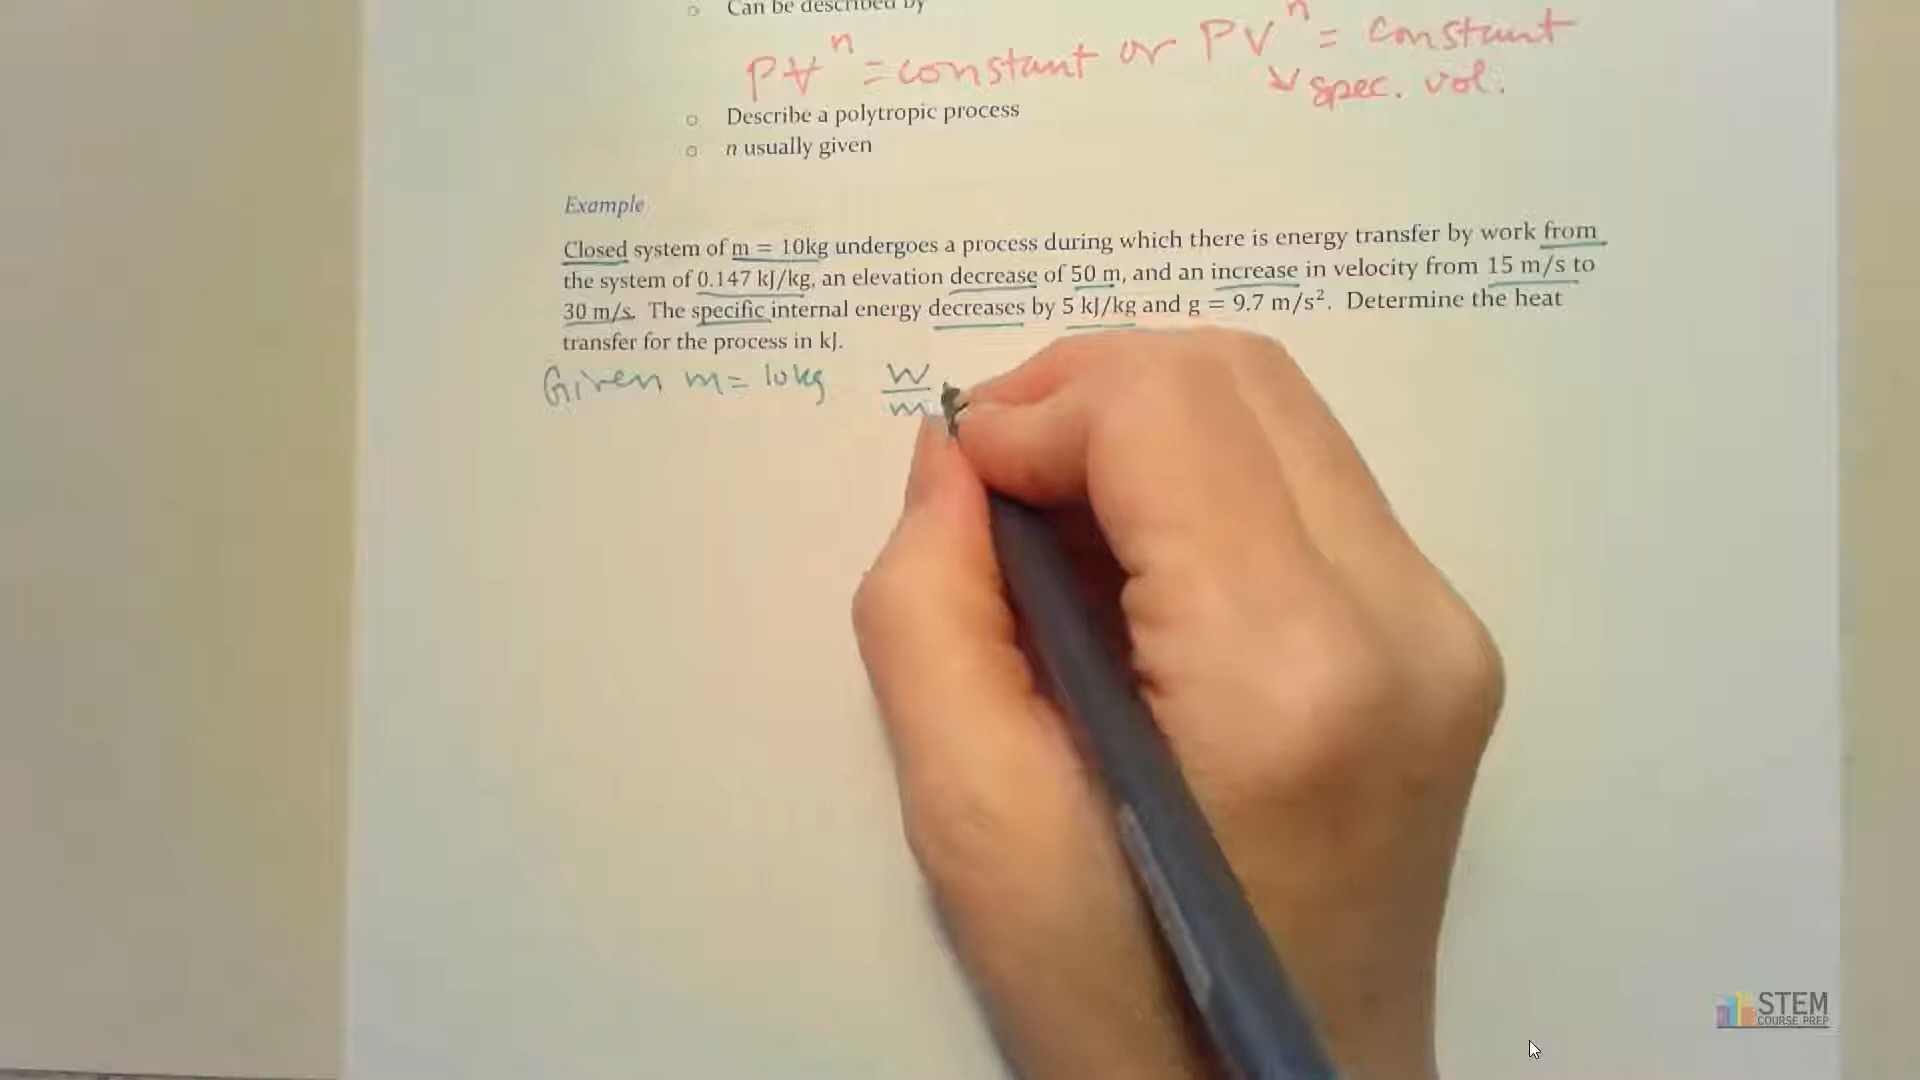 Can be described by
PV^n = constant or PV^n = constant
↘ spec. vol.
Describe a polytropic process
n usually given
Example
Closed system of m = 10kg undergoes a process during which there is energy transfer by work from
the system of 0.147 kJ/kg, an elevation decrease of 50 m, and an increase in velocity from 15 m/s to
30 m/s. The specific internal energy decreases by 5 kJ/kg and g = 9.7 m/s². Determine the heat
transfer for the process in kJ.
Given m = 10kg W/m
STEM
COURSE PREP